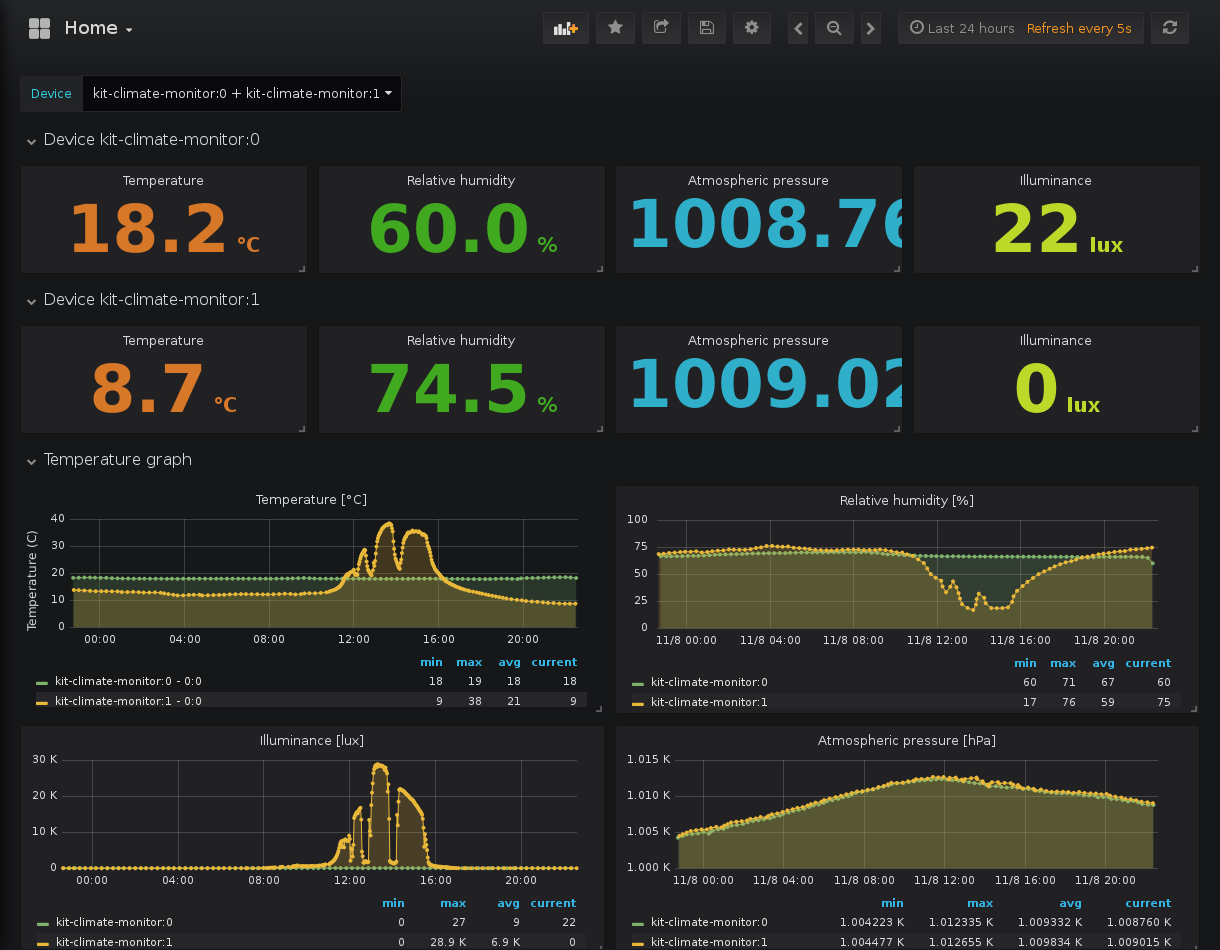 Home
Last 24 hours Refresh every 5s
Device kit-climate-monitor:0 + kit-climate-monitor:1
Device kit-climate-monitor:0
Temperature Relative humidity Atmospheric pressure Illuminance
18.2 °C 60.0 % 1008.76 22 lux
Device kit-climate-monitor:1
Temperature Relative humidity Atmospheric pressure Illuminance
8.7 °C 74.5 % 1009.02 0 lux
Temperature graph
Temperature [°C]
Temperature (C)
40
30
20
10
0
00:00 04:00 08:00 12:00 16:00 20:00
min max avg current
kit-climate-monitor:0 - 0:0 18 19 18 18
kit-climate-monitor:1 - 0:0 9 38 21 9
Relative humidity [%]
100
75
50
25
0
11/8 00:00 11/8 04:00 11/8 08:00 11/8 12:00 11/8 16:00 11/8 20:00
min max avg current
kit-climate-monitor:0 60 71 67 60
kit-climate-monitor:1 17 76 59 75
Illuminance [lux]
30 K
20 K
10 K
0
00:00 04:00 08:00 12:00 16:00 20:00
min max avg current
kit-climate-monitor:0 0 27 9 22
kit-climate-monitor:1 0 28.9 K 6.9 K 0
Atmospheric pressure [hPa]
1.015 K
1.010 K
1.005 K
1.000 K
11/8 00:00 11/8 04:00 11/8 08:00 11/8 12:00 11/8 16:00 11/8 20:00
min max avg current
kit-climate-monitor:0 1.004223 K 1.012335 K 1.009332 K 1.008760 K
kit-climate-monitor:1 1.004477 K 1.012655 K 1.009834 K 1.009015 K